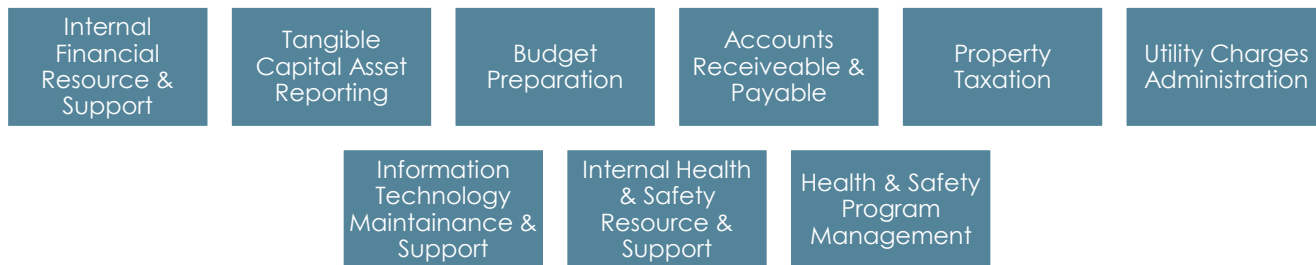 Internal
Financial
Resource &
Support
Tangible
Capital Asset
Reporting
Budget
Preparation
Accounts
Receiveable &
Payable
Property
Taxation
Utility Charges
Administration
Information
Technology
Maintainance &
Support
Internal Health
& Safety
Resource &
Support
Health & Safety
Program
Management